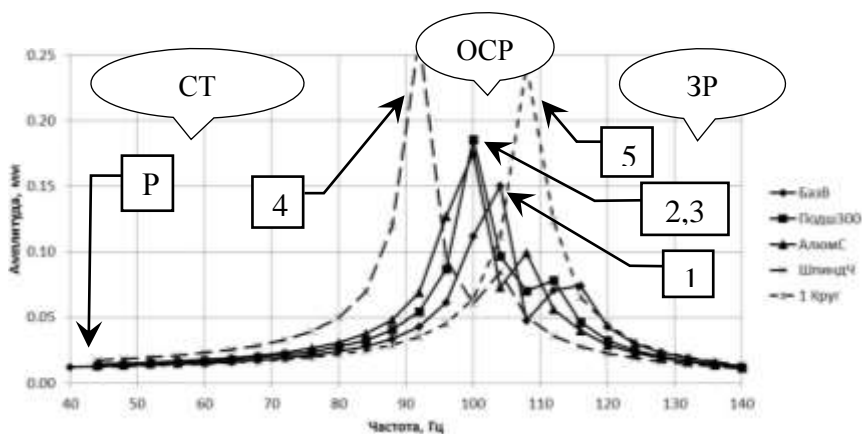 ОСР
СТ
ЗР
0.25
0.20
0.15
0.10
0.05
0.00
Амплитуда, мм
Р
4
5
2,3
1
БазВ
Подш300
АлюмС
ШпиндЧ
1 Круг
40 50 60 70 80 90 100 110 120 130 140
Частота, Гц